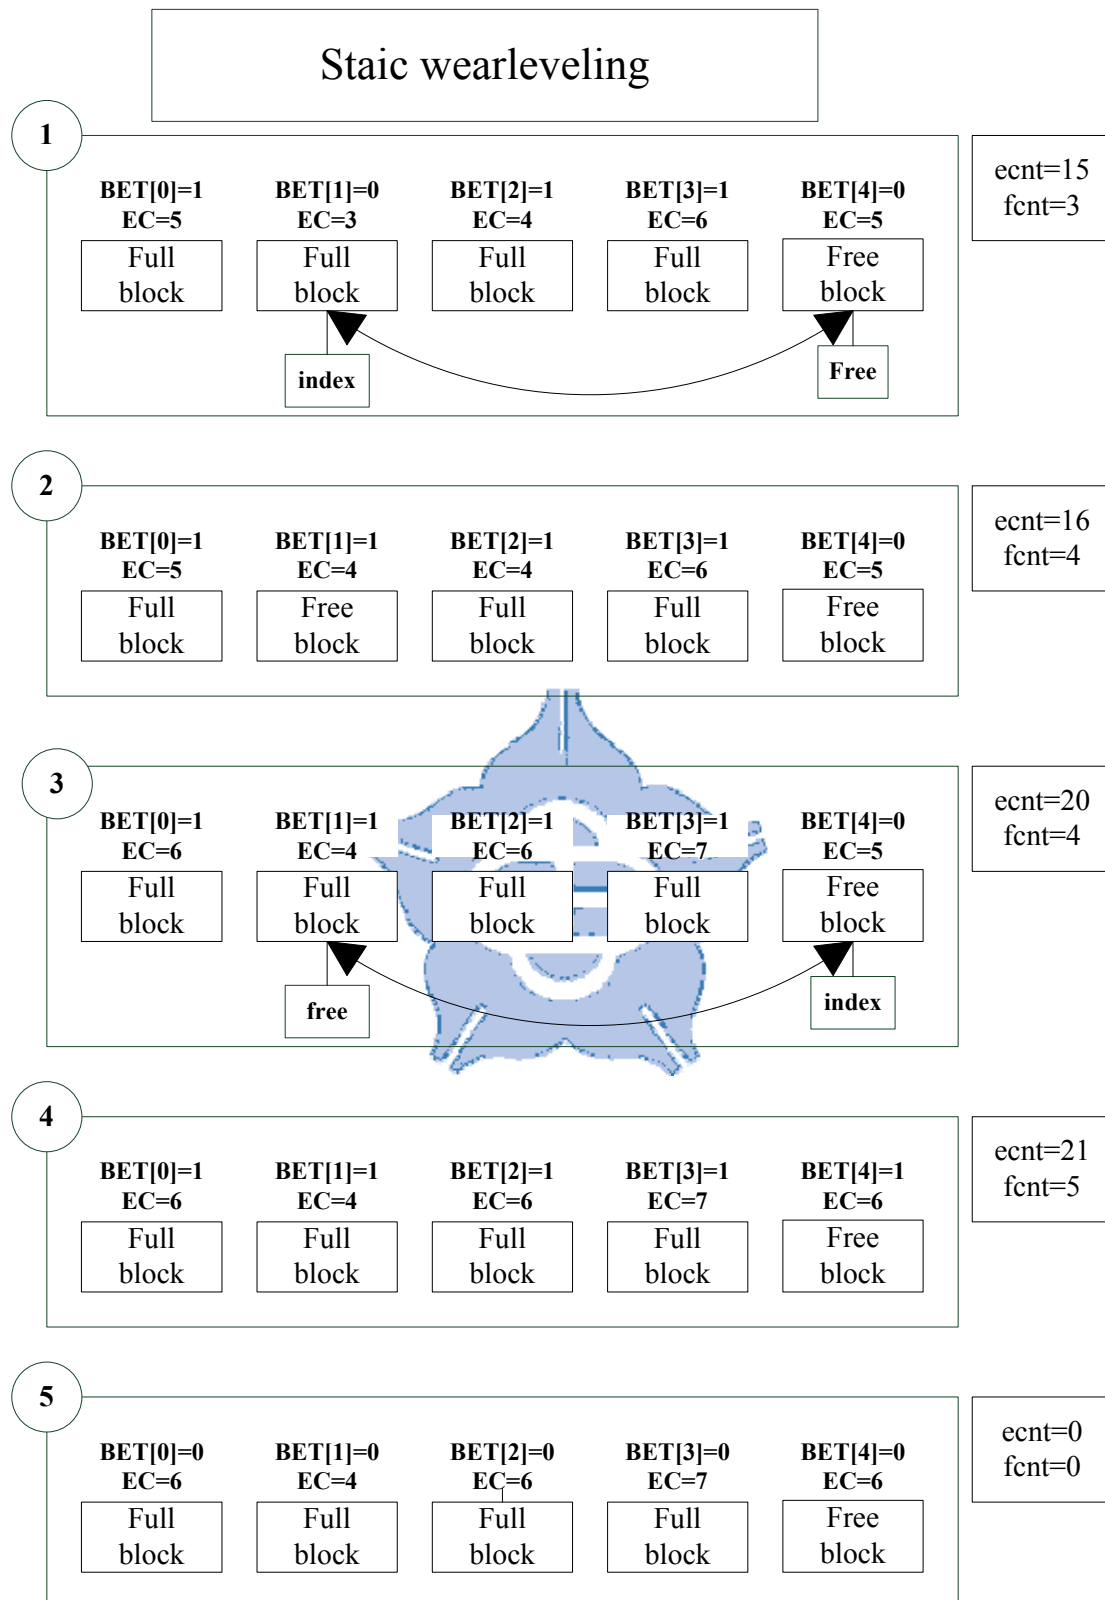 Staic wearleveling
1
BET[0]=1 BET[1]=0 BET[2]=1 BET[3]=1 BET[4]=0
EC=5 EC=3 EC=4 EC=6 EC=5
Full Full Full Full Free
block block block block block
index Free
ecnt=15
fcnt=3
2
BET[0]=1 BET[1]=1 BET[2]=1 BET[3]=1 BET[4]=0
EC=5 EC=4 EC=4 EC=6 EC=5
Full Free Full Full Free
block block block block block
ecnt=16
fcnt=4
3
BET[0]=1 BET[1]=1 BET[2]=1 BET[3]=1 BET[4]=0
EC=6 EC=4 EC=6 EC=7 EC=5
Full Full Full Full Free
block block block block block
free index
ecnt=20
fcnt=4
4
BET[0]=1 BET[1]=1 BET[2]=1 BET[3]=1 BET[4]=1
EC=6 EC=4 EC=6 EC=7 EC=6
Full Full Full Full Free
block block block block block
ecnt=21
fcnt=5
5
BET[0]=0 BET[1]=0 BET[2]=0 BET[3]=0 BET[4]=0
EC=6 EC=4 EC=6 EC=7 EC=6
Full Full Full Full Free
block block block block block
ecnt=0
fcnt=0